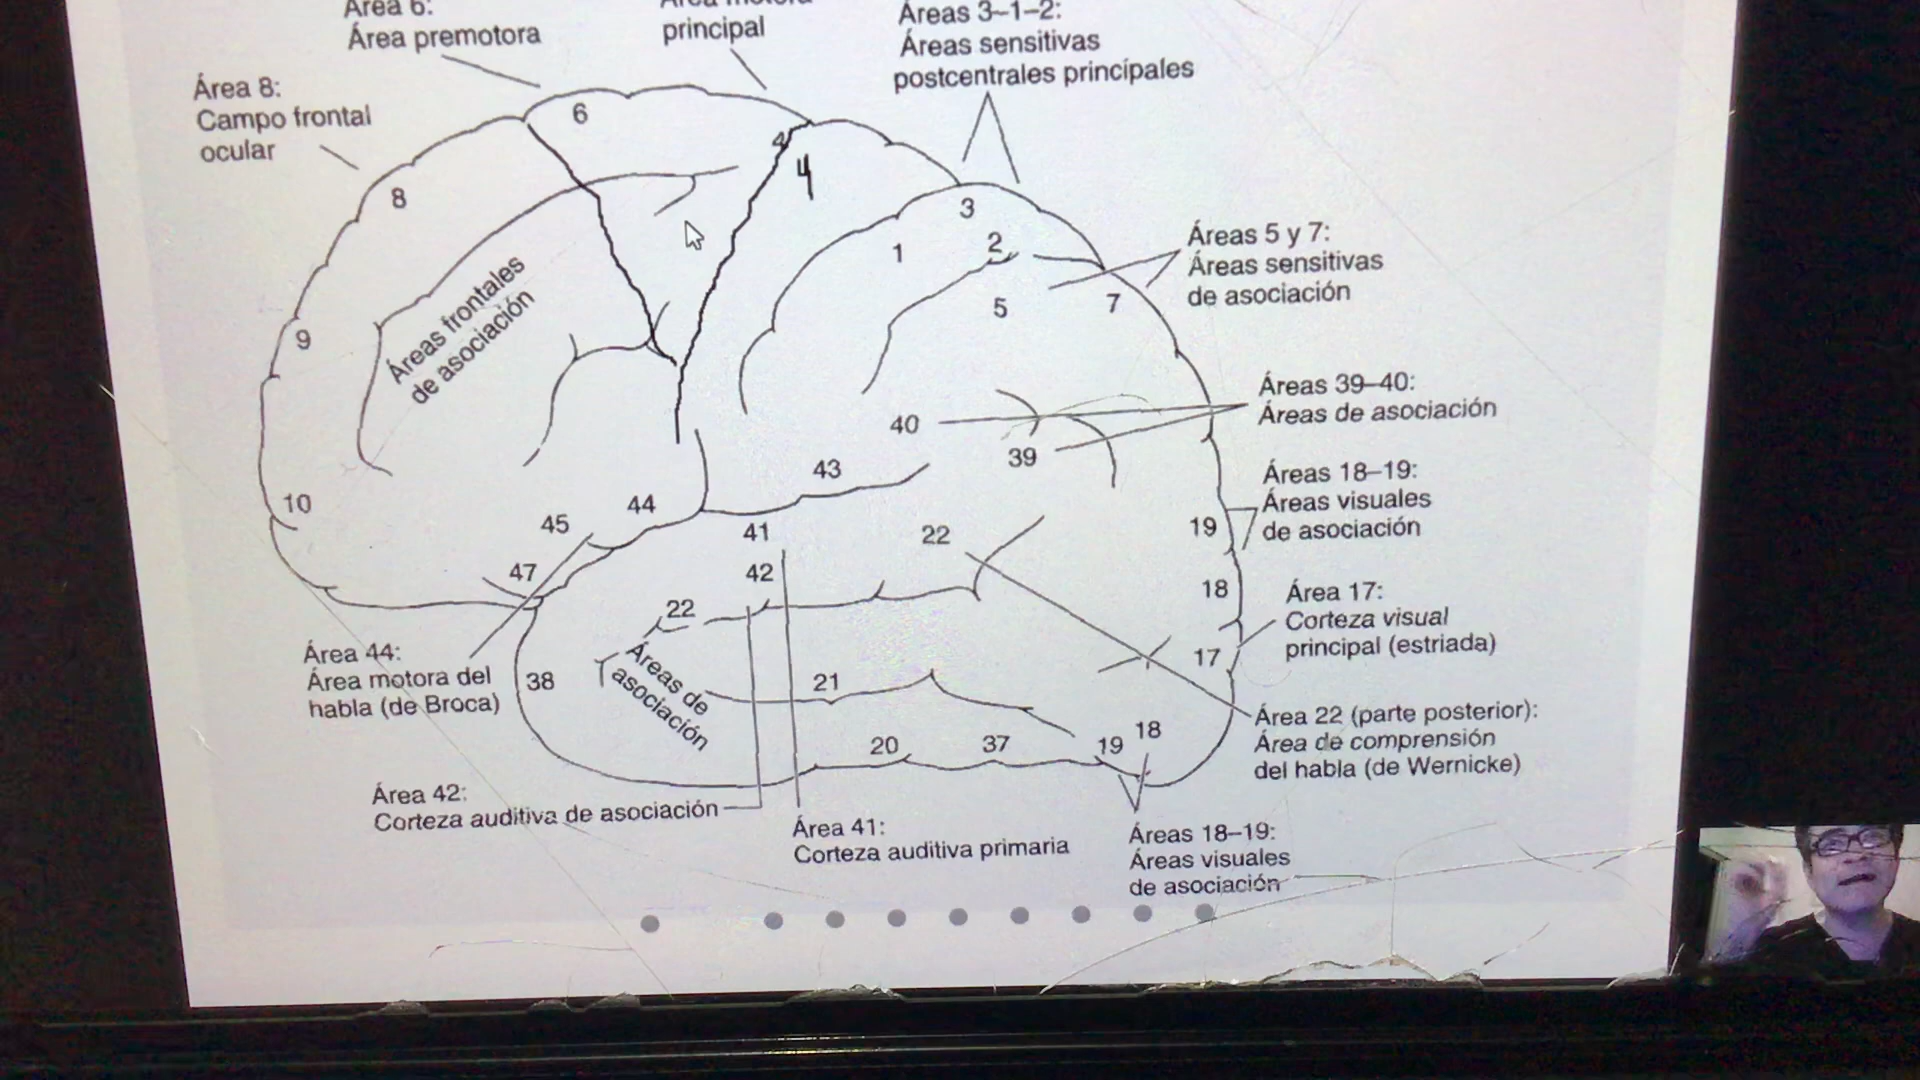 Área 6:
Área premotora
principal
Áreas 3–1–2:
Áreas sensitivas
postcentrales principales
Área 8:
Campo frontal
ocular
6
4
4
8
3
1
2
5
7
Áreas 5 y 7:
Áreas sensitivas
de asociación
Áreas frontales
de asociación
9
Áreas 39–40:
Áreas de asociación
40
39
43
10
44
45
47
41
42
22
22
19
18
17
Áreas 18–19:
Áreas visuales
de asociación
Área 17:
Corteza visual
principal (estriada)
Área 44:
Área motora del
habla (de Broca)
38
Áreas de
asociación
21
20
37
19
18
Área 22 (parte posterior):
Área de comprensión
del habla (de Wernicke)
Área 42:
Corteza auditiva de asociación
Área 41:
Corteza auditiva primaria
Áreas 18–19:
Áreas visuales
de asociación